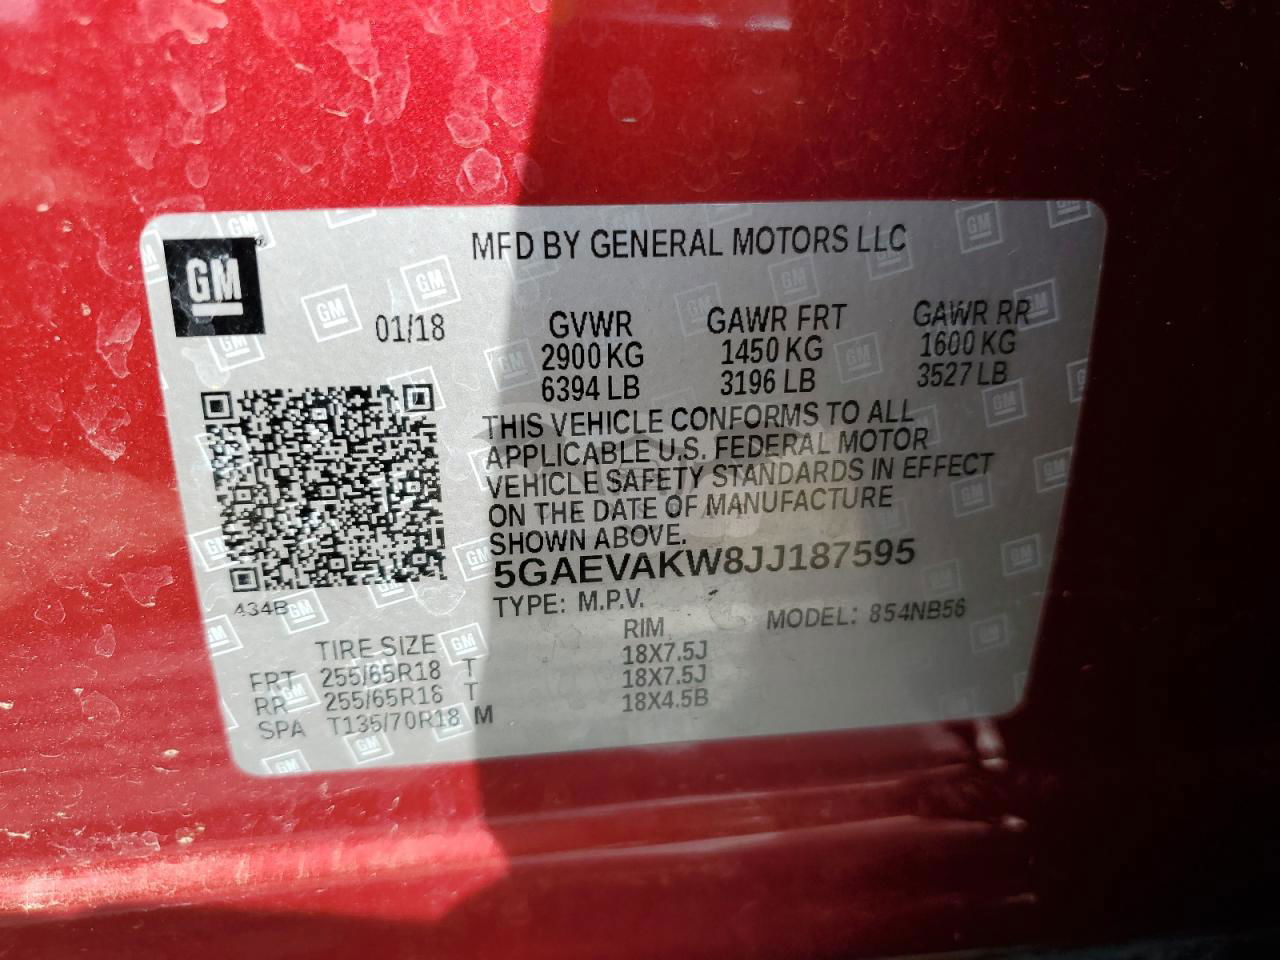 MFD BY GENERAL MOTORS LLC
GM
01/18
GVWR GAWR FRT GAWR RR
2900 KG 1450 KG 1600 KG
6394 LB 3196 LB 3527 LB
THIS VEHICLE CONFORMS TO ALL
APPLICABLE U.S. FEDERAL MOTOR
VEHICLE SAFETY STANDARDS IN EFFECT
ON THE DATE OF MANUFACTURE
SHOWN ABOVE.
5GAEVAKW8JJ187595
434B
TYPE: M.P.V. MODEL: 854NB56
TIRE SIZE RIM
FRT 255/65R18 T 18X7.5J
RR 255/65R18 T 18X7.5J
SPA T135/70R18 M 18X4.5B